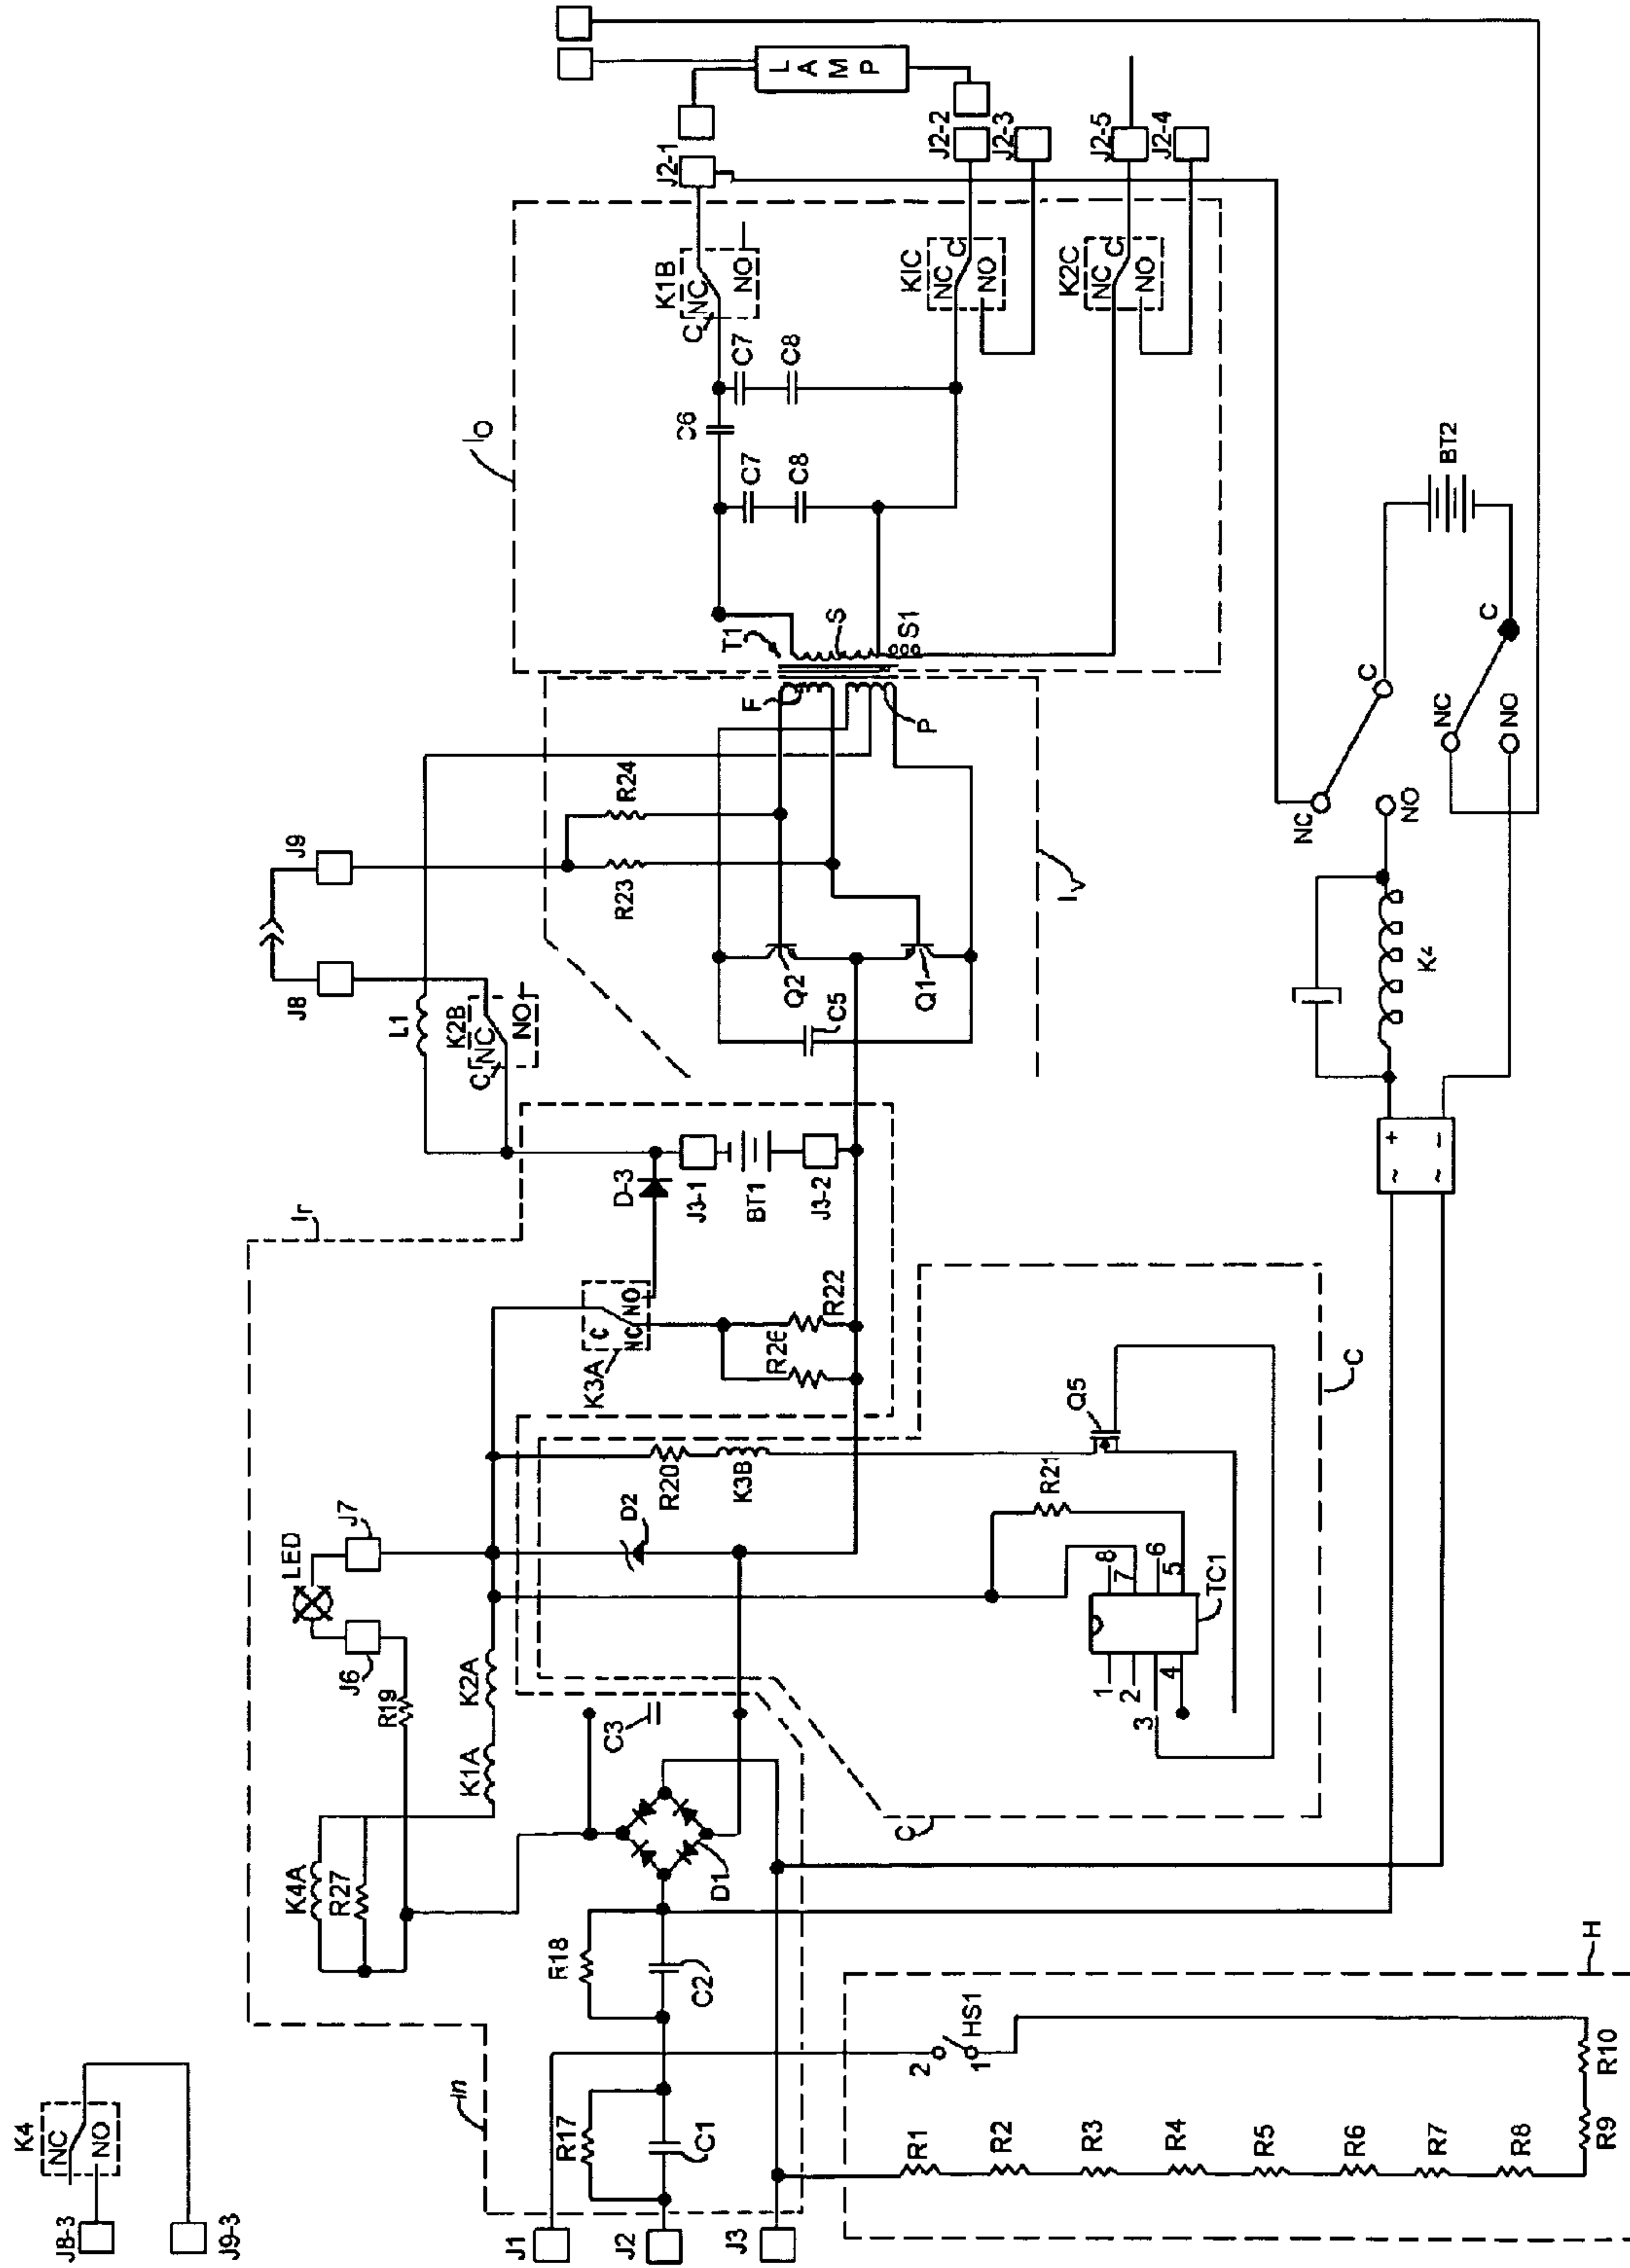 K4
NC
NO
J8-3
J9-3
In
J1
J2
J3
R17
C1
R18
C2
HS1
2
1
H
R1
R2
R3
R4
R5
R6
R7
R8
R9
R10
K4A
R27
K1A
K2A
R19
J6
LED
J7
D1
C3
C
D2
R20
K3B
R21
Q5
TC1
1
2
3
4
8
7
6
5
C
Ir
K3A
C
NC
NO
R26
R22
D-3
J3-1
BT1
J3-2
J8
J9
L1
K2B
C
NC
NO
R23
R24
Q2
Q1
C5
Iv
F
P
T1
S
S1
Io
C7
C8
C6
C7
C8
K1B
C
NC
NO
K1C
NC
C
NO
K2C
NC
C
NO
J2-1
J2-2
J2-3
J2-5
J2-4
LAMP
~
+
~
–
K4
NO
NC
C
NC
NO
C
BT2